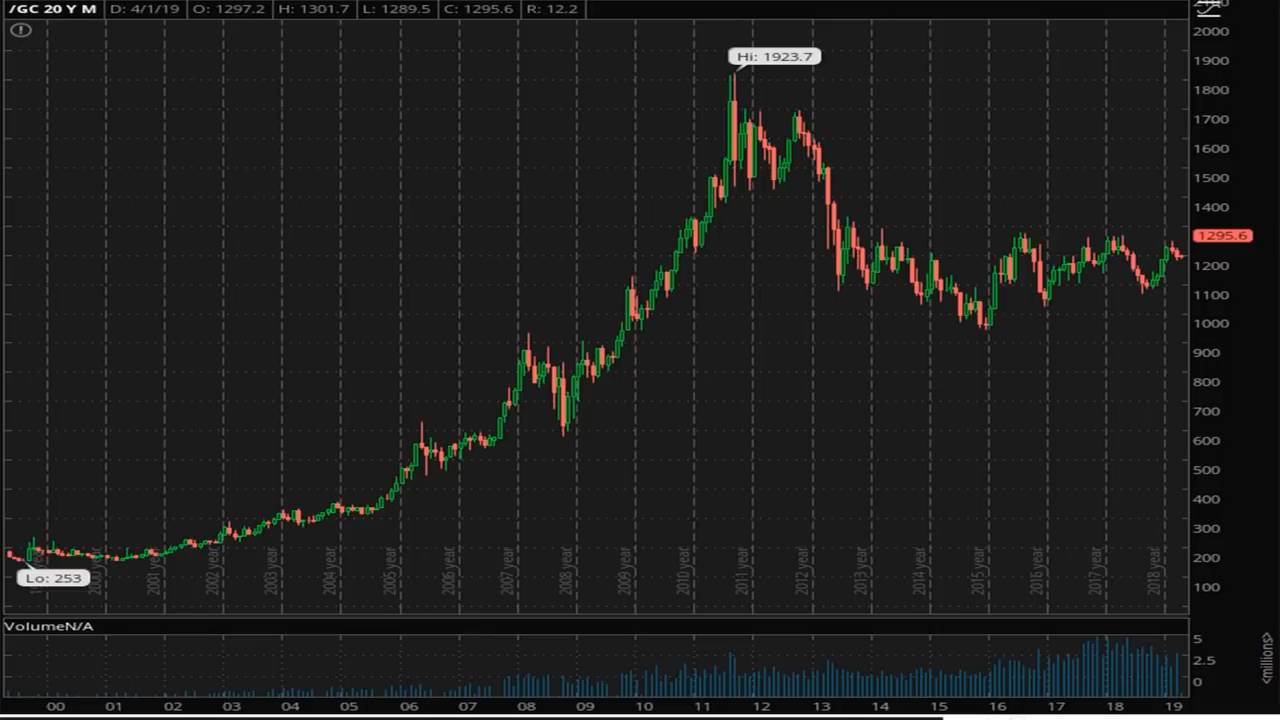 /GC 20 Y M D: 4/1/19 O: 1297.2 H: 1301.7 L: 1289.5 C: 1295.6 R: 12.2
2000
Hi: 1923.7
1900
1800
1700
1600
1500
1400
1295.6
1200
1100
1000
900
800
700
600
500
400
300
200
100
Lo: 253
2001 year
2002 year
2003 year
2004 year
2005 year
2006 year
2007 year
2008 year
2009 year
2010 year
2011 year
2012 year
2013 year
2014 year
2015 year
2016 year
2017 year
2018 year
VolumeN/A
5
2.5
0
<millions>
00 01 02 03 04 05 06 07 08 09 10 11 12 13 14 15 16 17 18 19